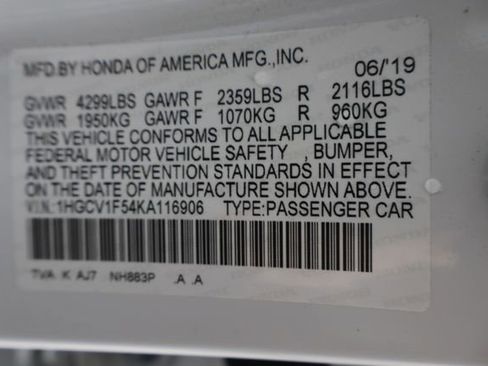 MFD.BY HONDA OF AMERICA MFG.,INC. 06/'19
GVWR 4299LBS GAWR F 2359LBS R 2116LBS
GVWR 1950KG GAWR F 1070KG R 960KG
THIS VEHICLE CONFORMS TO ALL APPLICABLE
FEDERAL MOTOR VEHICLE SAFETY , BUMPER,
AND THEFT PREVENTION STANDARDS IN EFFECT
ON THE DATE OF MANUFACTURE SHOWN ABOVE.
V.I.N.:1HGCV1F54KA116906 TYPE:PASSENGER CAR
TVA K AJ7 NH883P .A .A